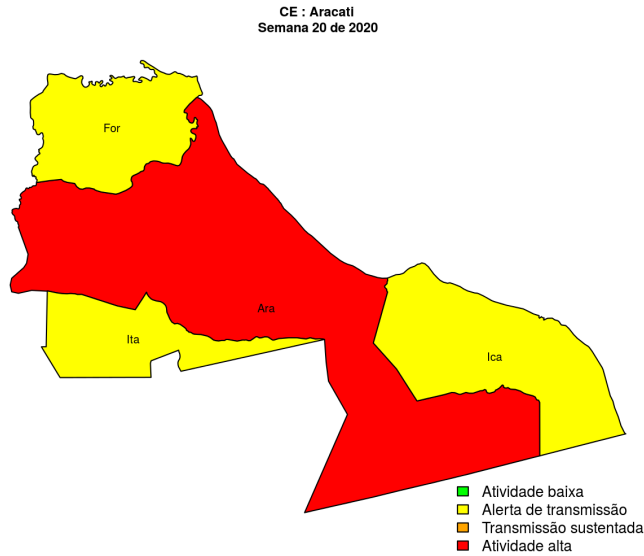 CE : Aracati
Semana 20 de 2020
For
Ara
Ita
Ica
Atividade baixa
Alerta de transmissão
Transmissão sustentada
Atividade alta